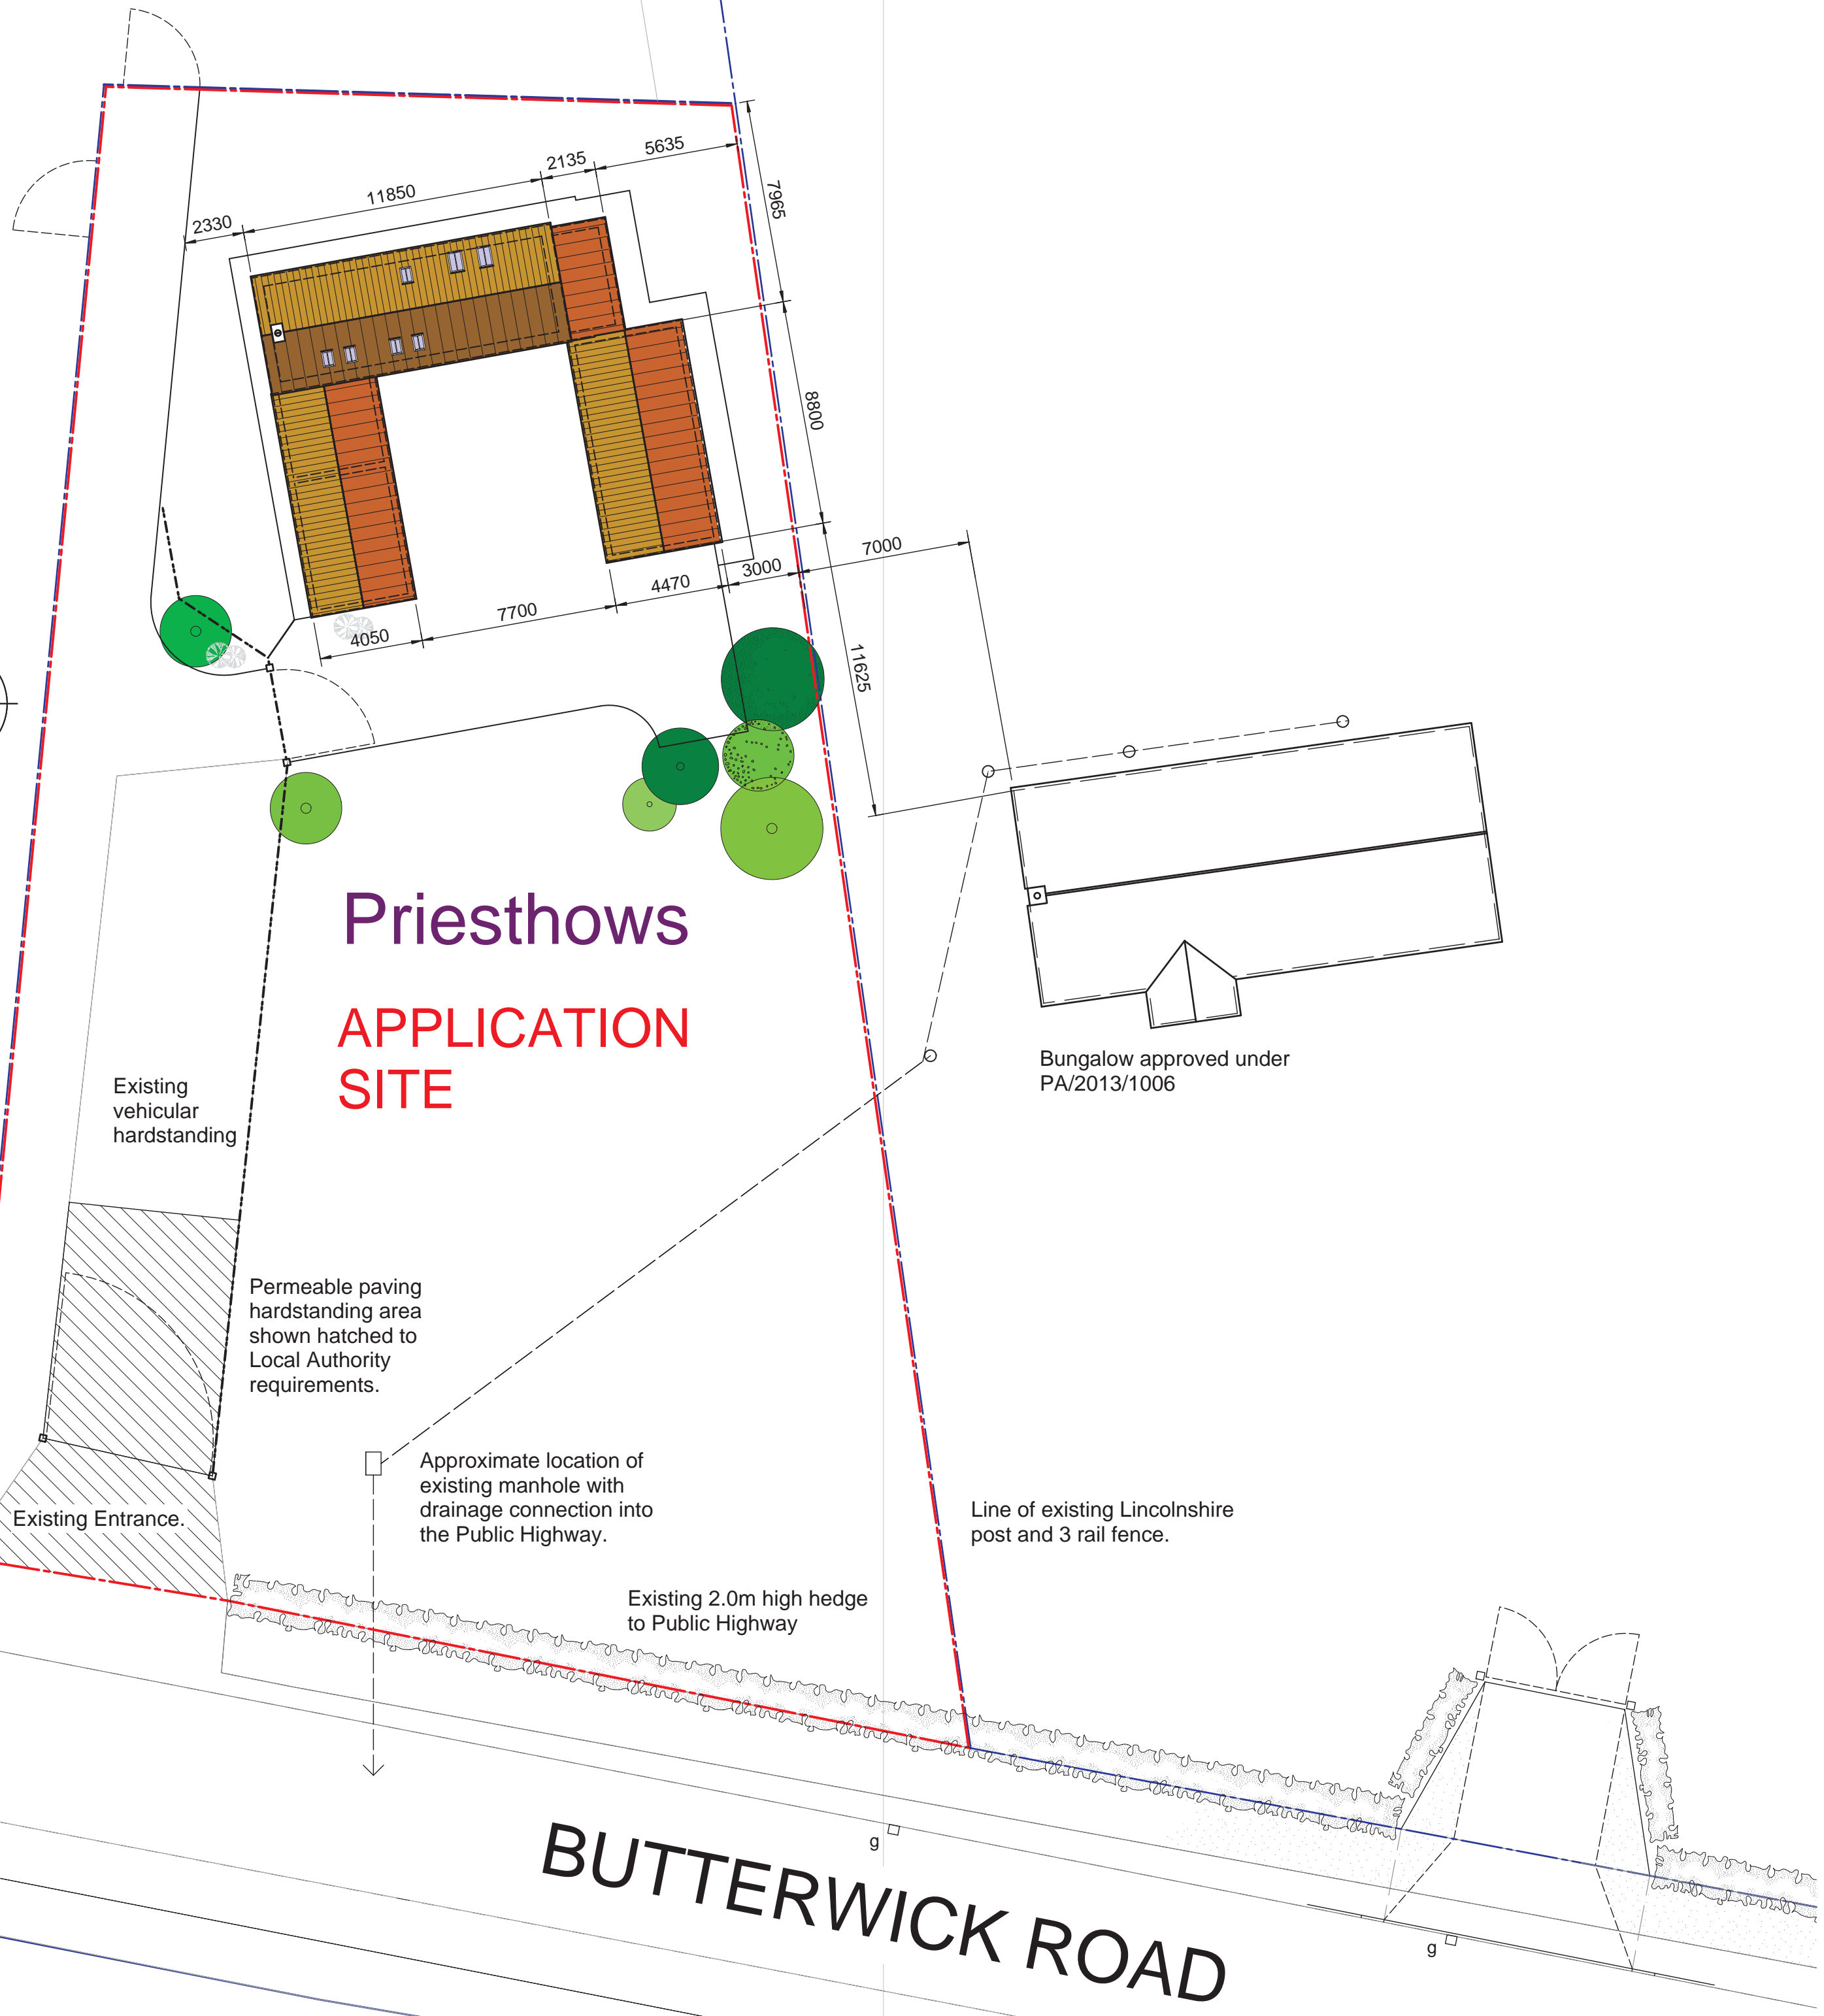 5635
2135
11850
2330
7965
8800
7000
3000
4470
7700
4050
11625
Priesthows
APPLICATION
SITE
Bungalow approved under
PA/2013/1006
Existing
vehicular
hardstanding
Permeable paving
hardstanding area
shown hatched to
Local Authority
requirements.
Approximate location of
existing manhole with
drainage connection into
the Public Highway.
Existing Entrance.
Line of existing Lincolnshire
post and 3 rail fence.
Existing 2.0m high hedge
to Public Highway
g
BUTTERWICK ROAD
g